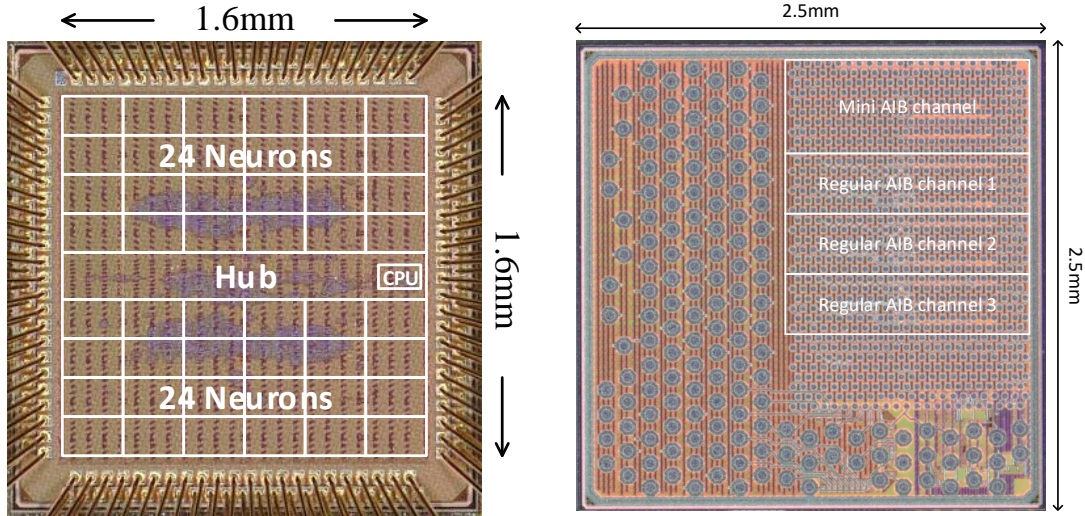 1.6mm
24 Neurons
Hub
CPU
24 Neurons
1.6mm
2.5mm
Mini AIB channel
Regular AIB channel 1
Regular AIB channel 2
Regular AIB channel 3
2.5mm